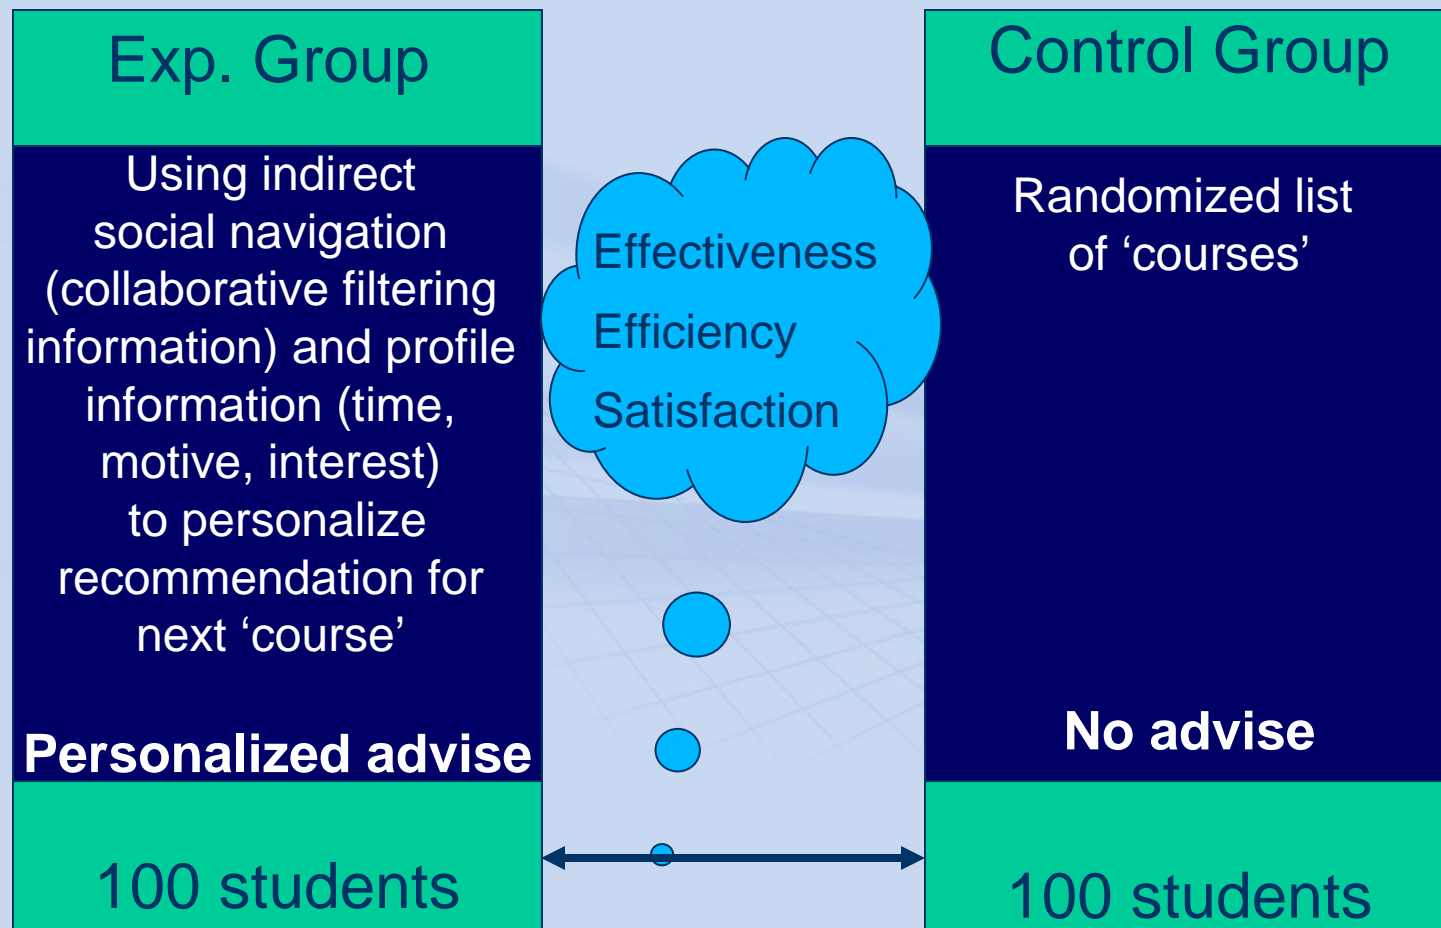 Exp. Group
Using indirect
social navigation
(collaborative filtering
information) and profile
information (time,
motive, interest)
to personalize
recommendation for
next ‘course’
Personalized advise
100 students
Effectiveness
Efficiency
Satisfaction
Control Group
Randomized list
of ‘courses’
No advise
100 students